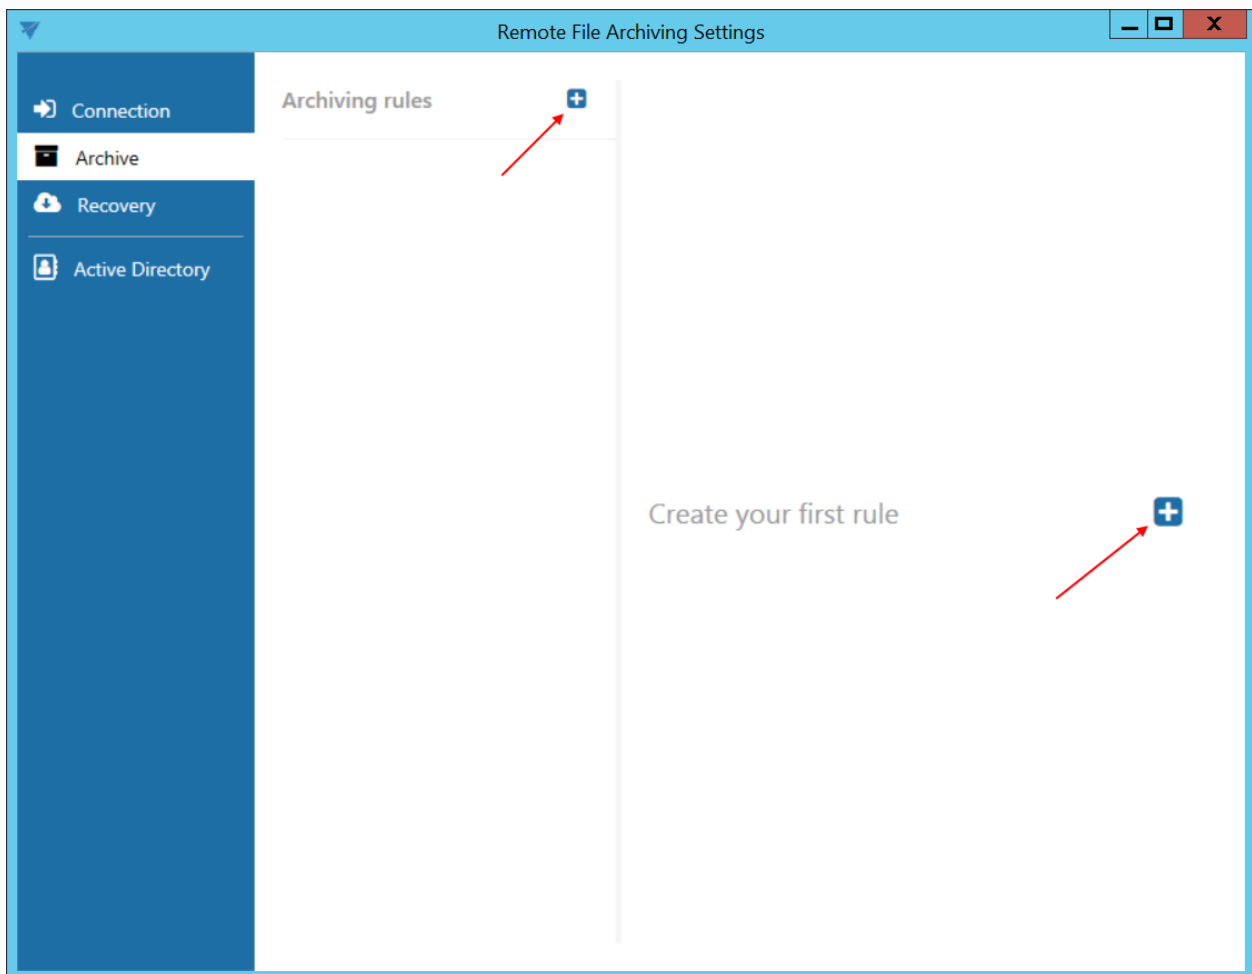 Remote File Archiving Settings
Connection
Archive
Recovery
Active Directory
Archiving rules
Create your first rule